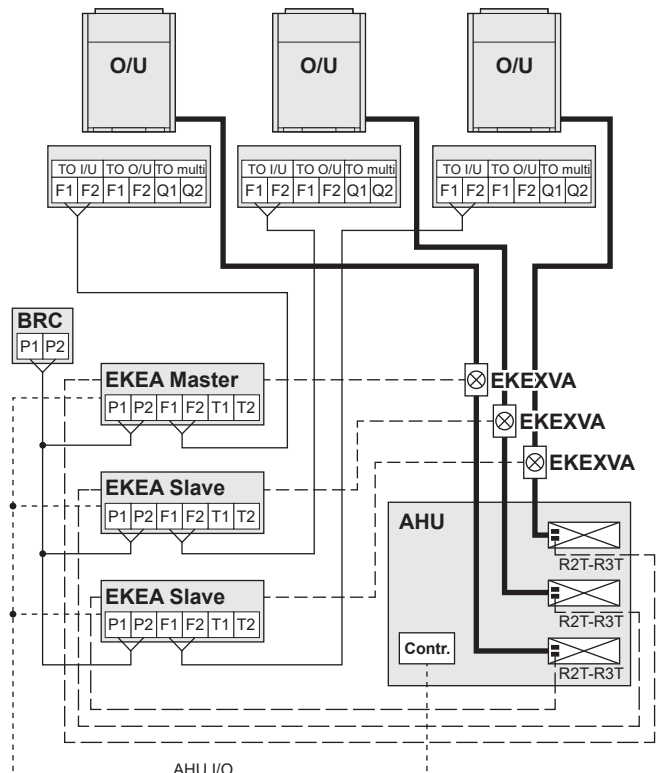 O/U O/U O/U
TO I/U TO O/U TO multi TO I/U TO O/U TO multi TO I/U TO O/U TO multi
F1 F2 F1 F2 Q1 Q2 F1 F2 F1 F2 Q1 Q2 F1 F2 F1 F2 Q1 Q2
BRC
P1 P2
EKEA Master
P1 P2 F1 F2 T1 T2
EKEXVA
EKEXVA
EKEXVA
EKEA Slave
P1 P2 F1 F2 T1 T2
EKEA Slave
P1 P2 F1 F2 T1 T2
AHU
R2T-R3T
R2T-R3T
R2T-R3T
Contr.
AHU I/O